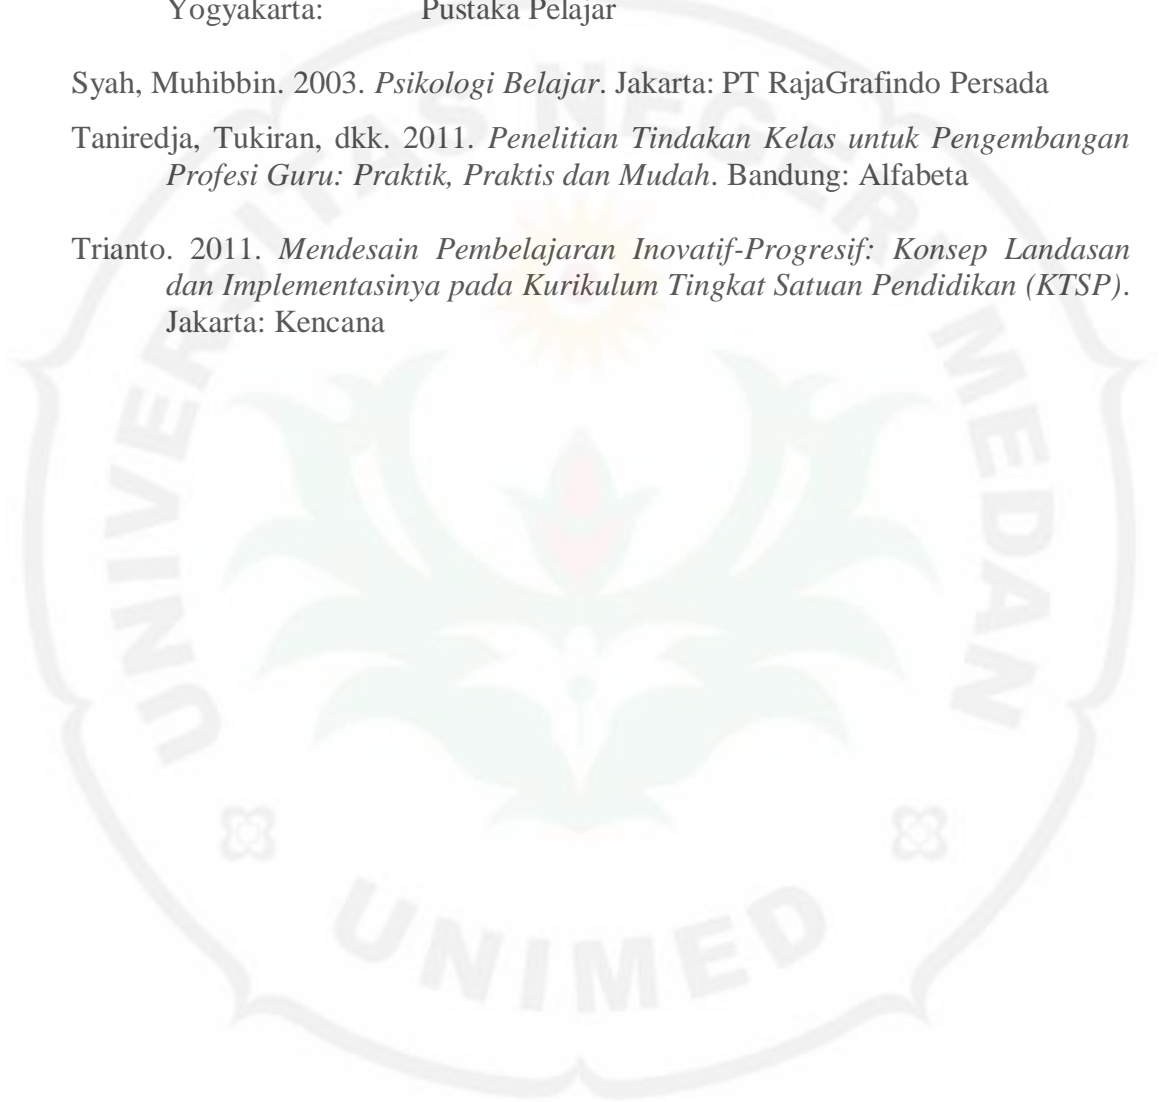 Yogyakarta: Pustaka Pelajar
Syah, Muhibbin. 2003. Psikologi Belajar. Jakarta: PT RajaGrafindo Persada
Taniredja, Tukiran, dkk. 2011. Penelitian Tindakan Kelas untuk Pengembangan
Profesi Guru: Praktik, Praktis dan Mudah. Bandung: Alfabeta
Trianto. 2011. Mendesain Pembelajaran Inovatif-Progresif: Konsep Landasan
dan Implementasinya pada Kurikulum Tingkat Satuan Pendidikan (KTSP).
Jakarta: Kencana
UNIVERSITAS NEGERI MEDAN
UNIMED